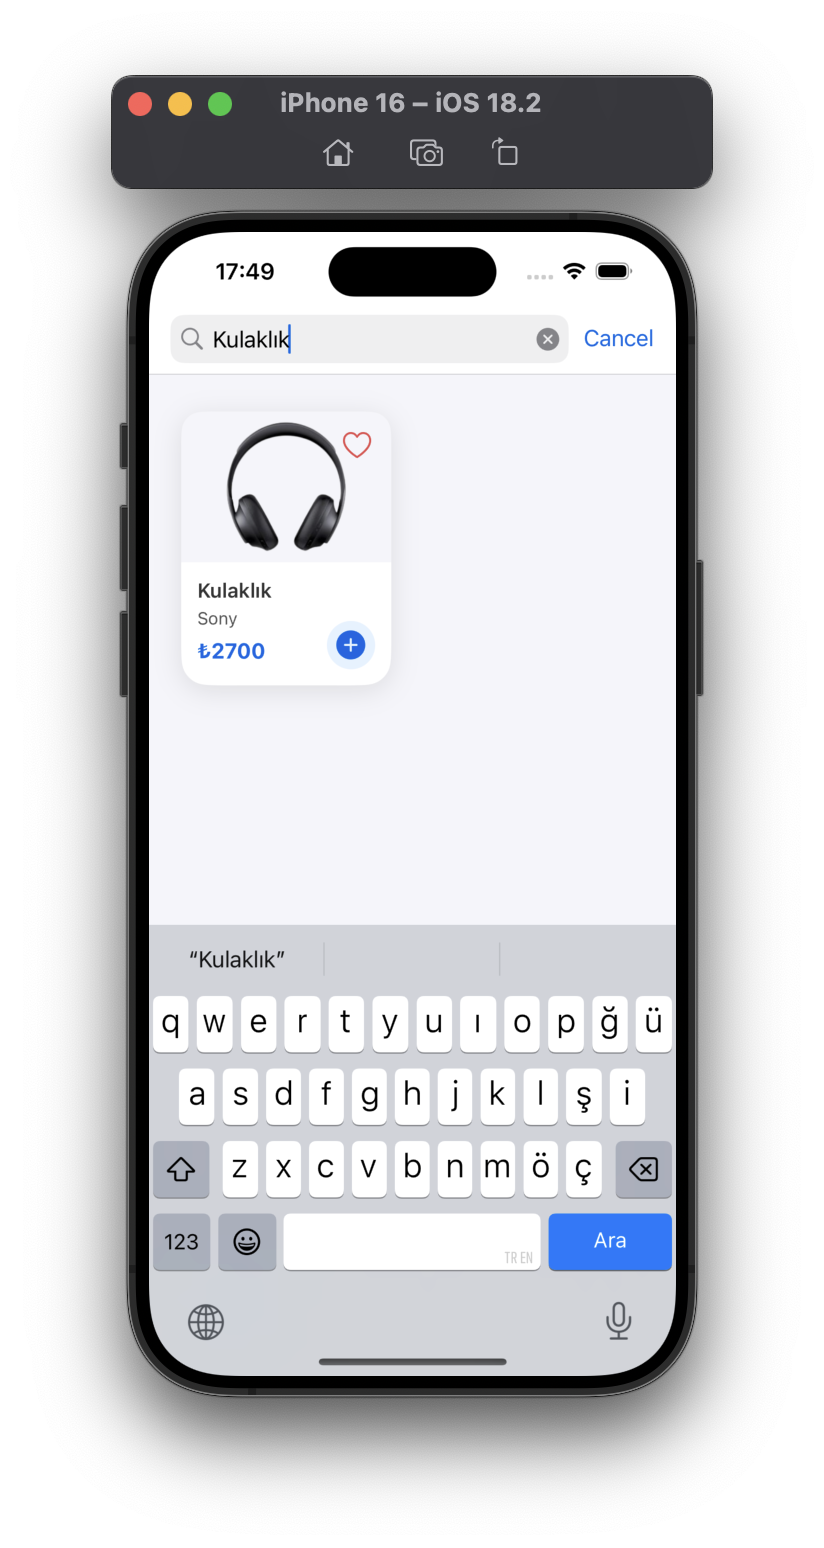 iPhone 16 – iOS 18.2
17:49
Kulaklık
Cancel
Kulaklık
Sony
₺2700
“Kulaklık”
q w e r t y u ı o p ğ ü
a s d f g h j k l ş i
z x c v b n m ö ç
123
TR EN
Ara